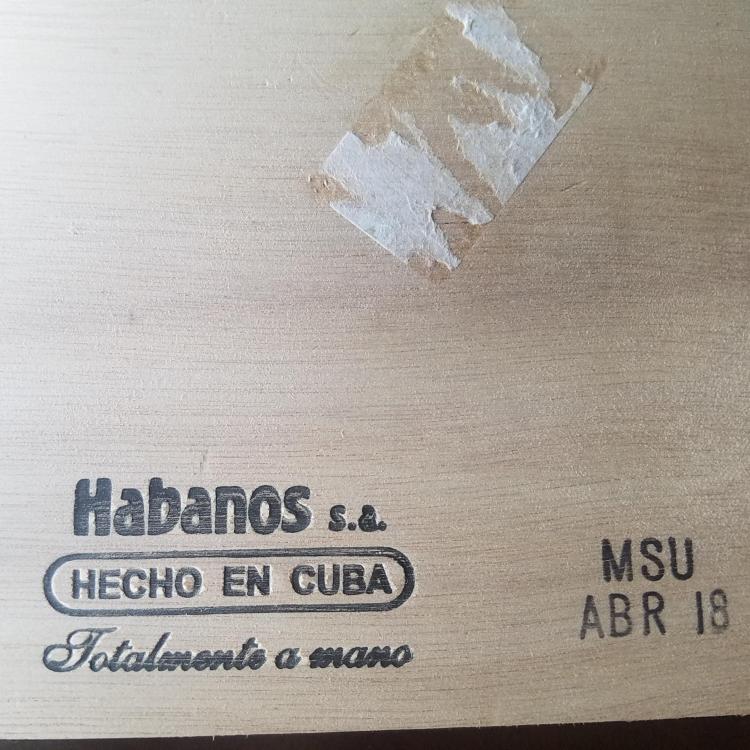 Habanos s.a.
HECHO EN CUBA
Totalmente a mano
MSU
ABR 18